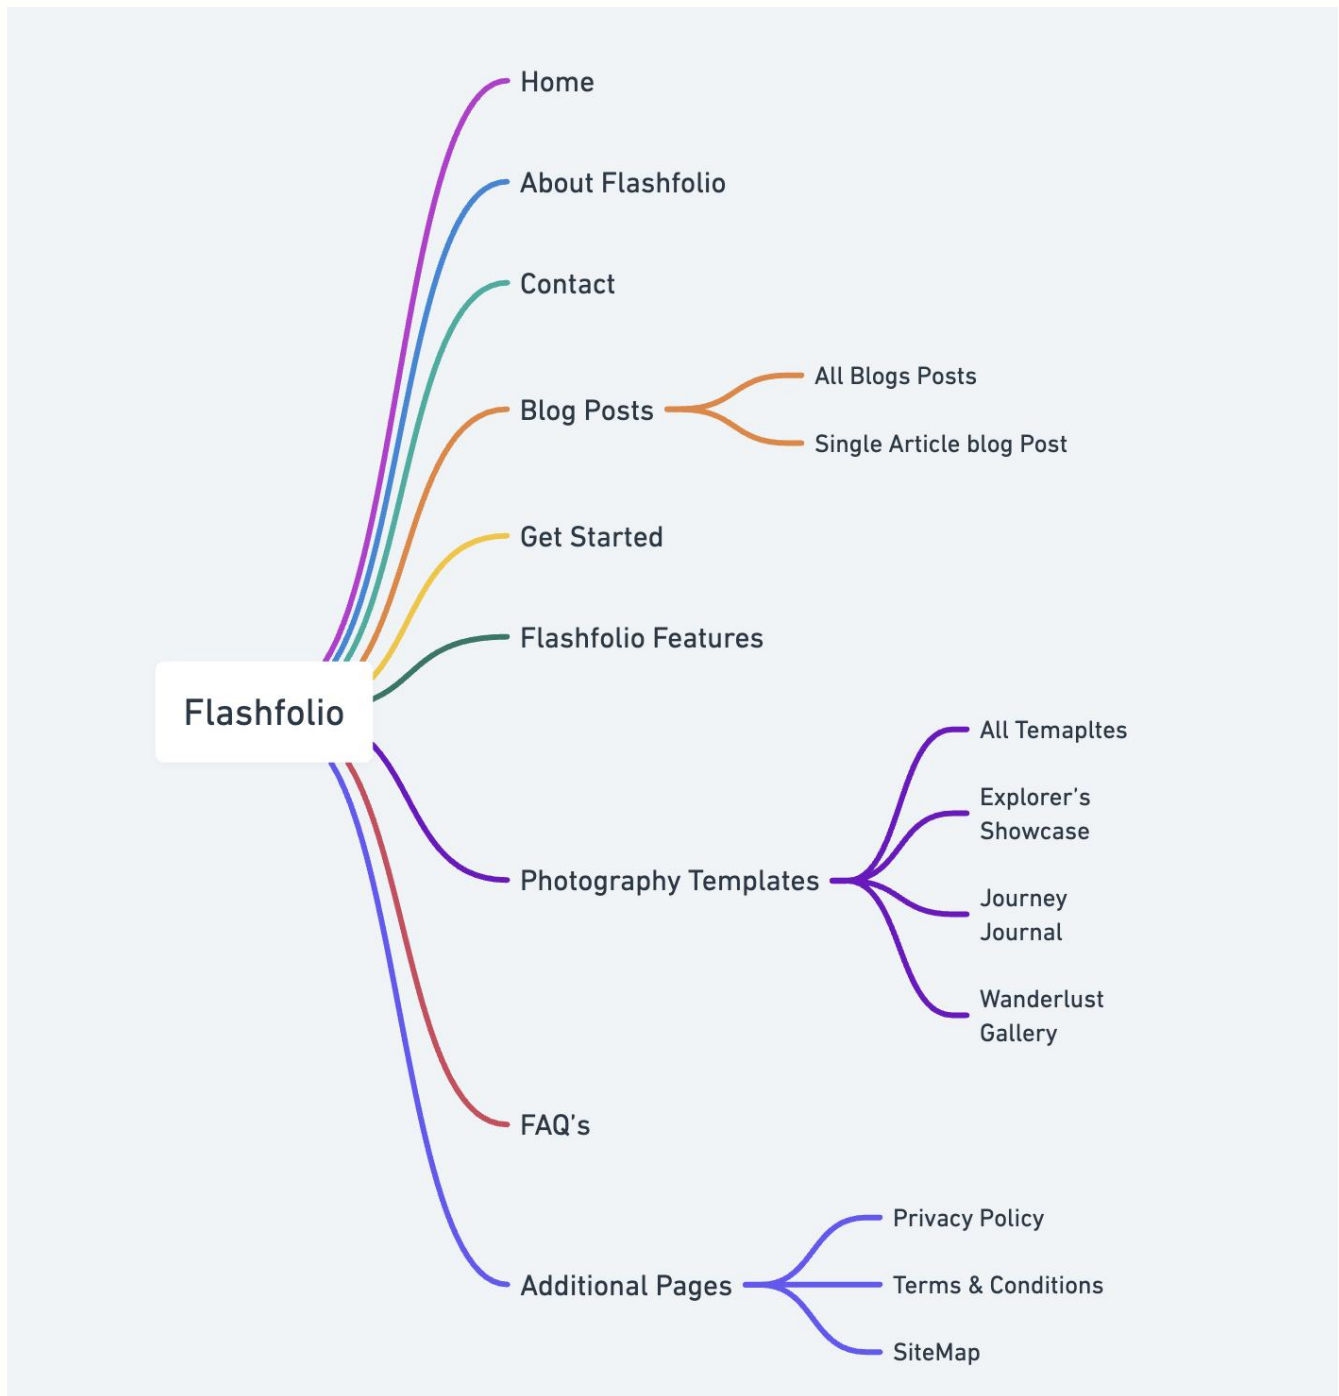 Home
About Flashfolio
Contact
All Blogs Posts
Blog Posts
Single Article blog Post
Get Started
Flashfolio Features
Flashfolio
All Temapltes
Explorer’s
Showcase
Photography Templates
Journey
Journal
Wanderlust
Gallery
FAQ’s
Privacy Policy
Additional Pages
Terms & Conditions
SiteMap